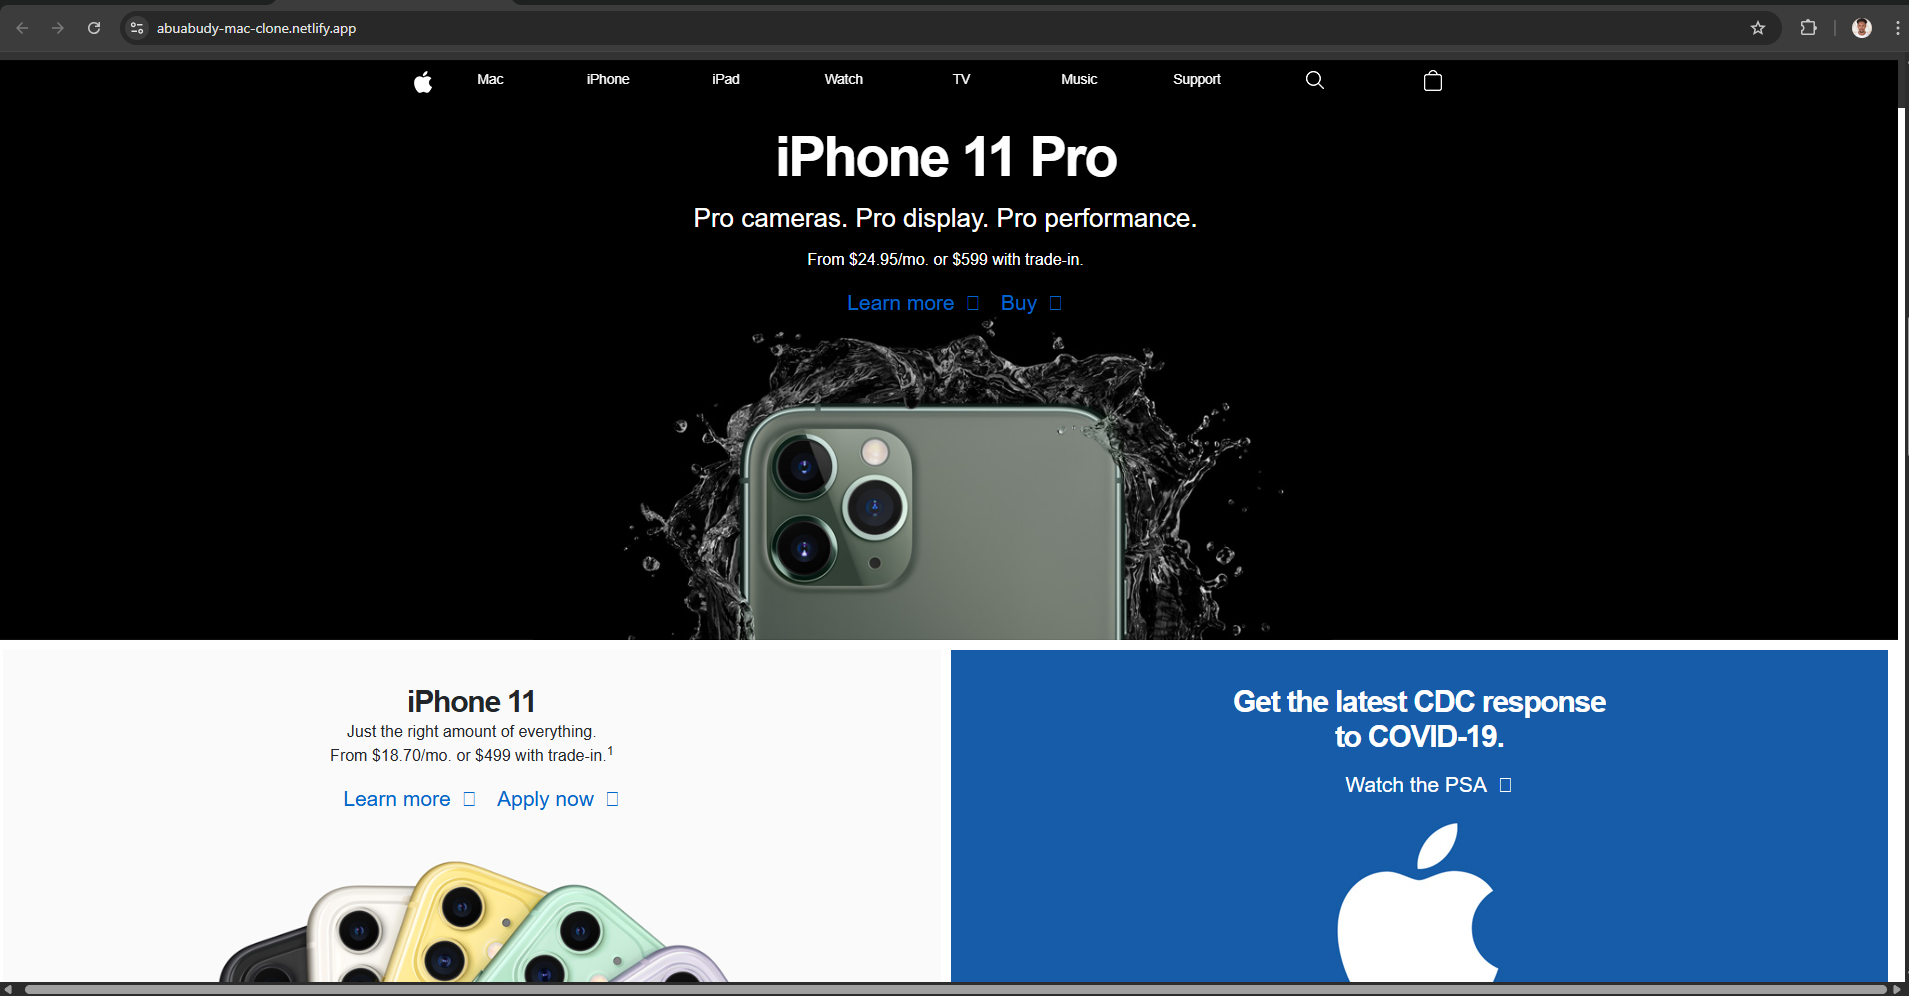 abuabudy-mac-clone.netlify.app
Mac iPhone iPad Watch TV Music Support
iPhone 11 Pro
Pro cameras. Pro display. Pro performance.
From $24.95/mo. or $599 with trade-in.
Learn more Buy
iPhone 11
Just the right amount of everything.
From $18.70/mo. or $499 with trade-in.1
Learn more Apply now
Get the latest CDC response
to COVID-19.
Watch the PSA